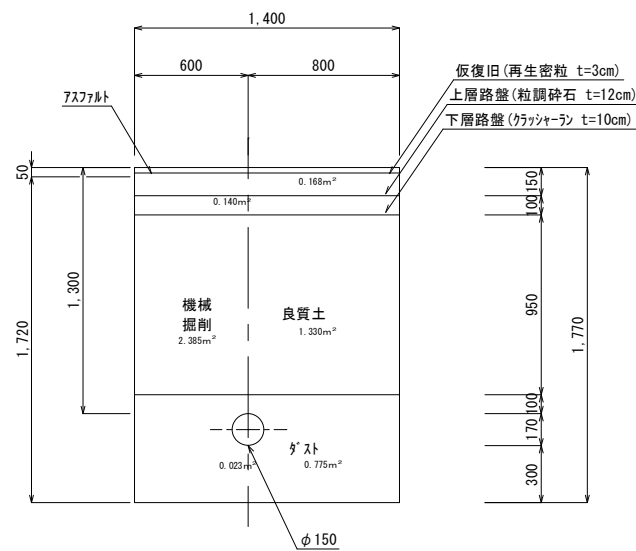 1,400
600
800
仮復旧(再生密粒 t=3cm)
上層路盤(粒調砕石 t=12cm)
下層路盤(ｸﾗｯｼｬｰﾗﾝ t=10cm)
ｱｽﾌｧﾙﾄ
50
0.168m²
150
0.140m²
100
1,300
1,720
機械
掘削
2.385m²
良質土
1.330m²
950
1,770
100
170
ﾀﾞｽﾄ
0.023m²
0.775m²
300
φ150